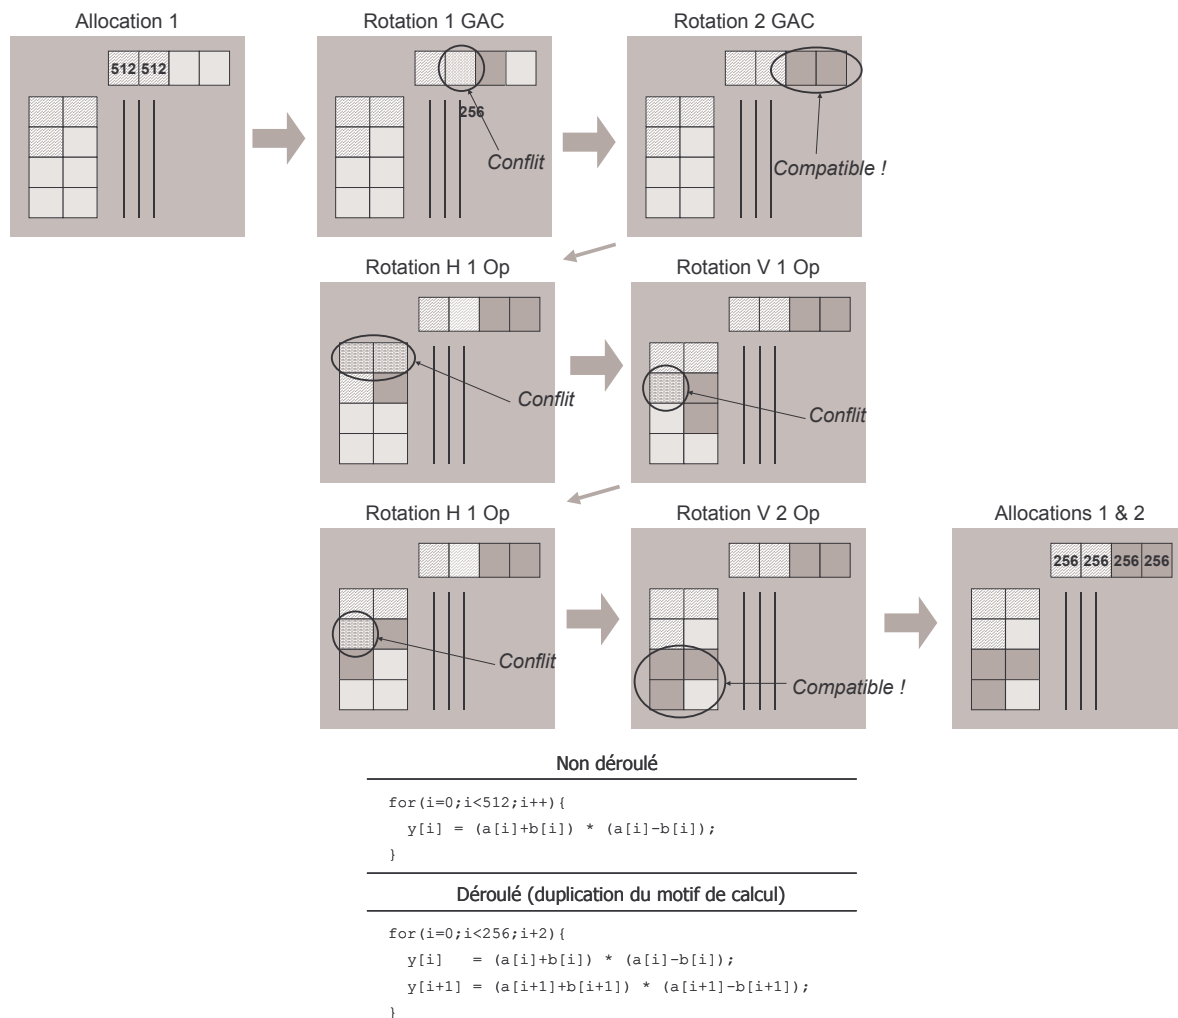 Allocation 1
Rotation 1 GAC
Rotation 2 GAC
512 512
256
Conflit
Compatible !
Rotation H 1 Op
Rotation V 1 Op
Conflit
Conflit
Rotation H 1 Op
Rotation V 2 Op
Allocations 1 & 2
256 256 256 256
Conflit
Compatible !
Non déroulé
for(i=0;i<512;i++){
y[i] = (a[i]+b[i]) * (a[i]-b[i]);
}
Déroulé (duplication du motif de calcul)
for(i=0;i<256;i+2){
y[i]   = (a[i]+b[i]) * (a[i]-b[i]);
y[i+1] = (a[i+1]+b[i+1]) * (a[i+1]-b[i+1]);
}